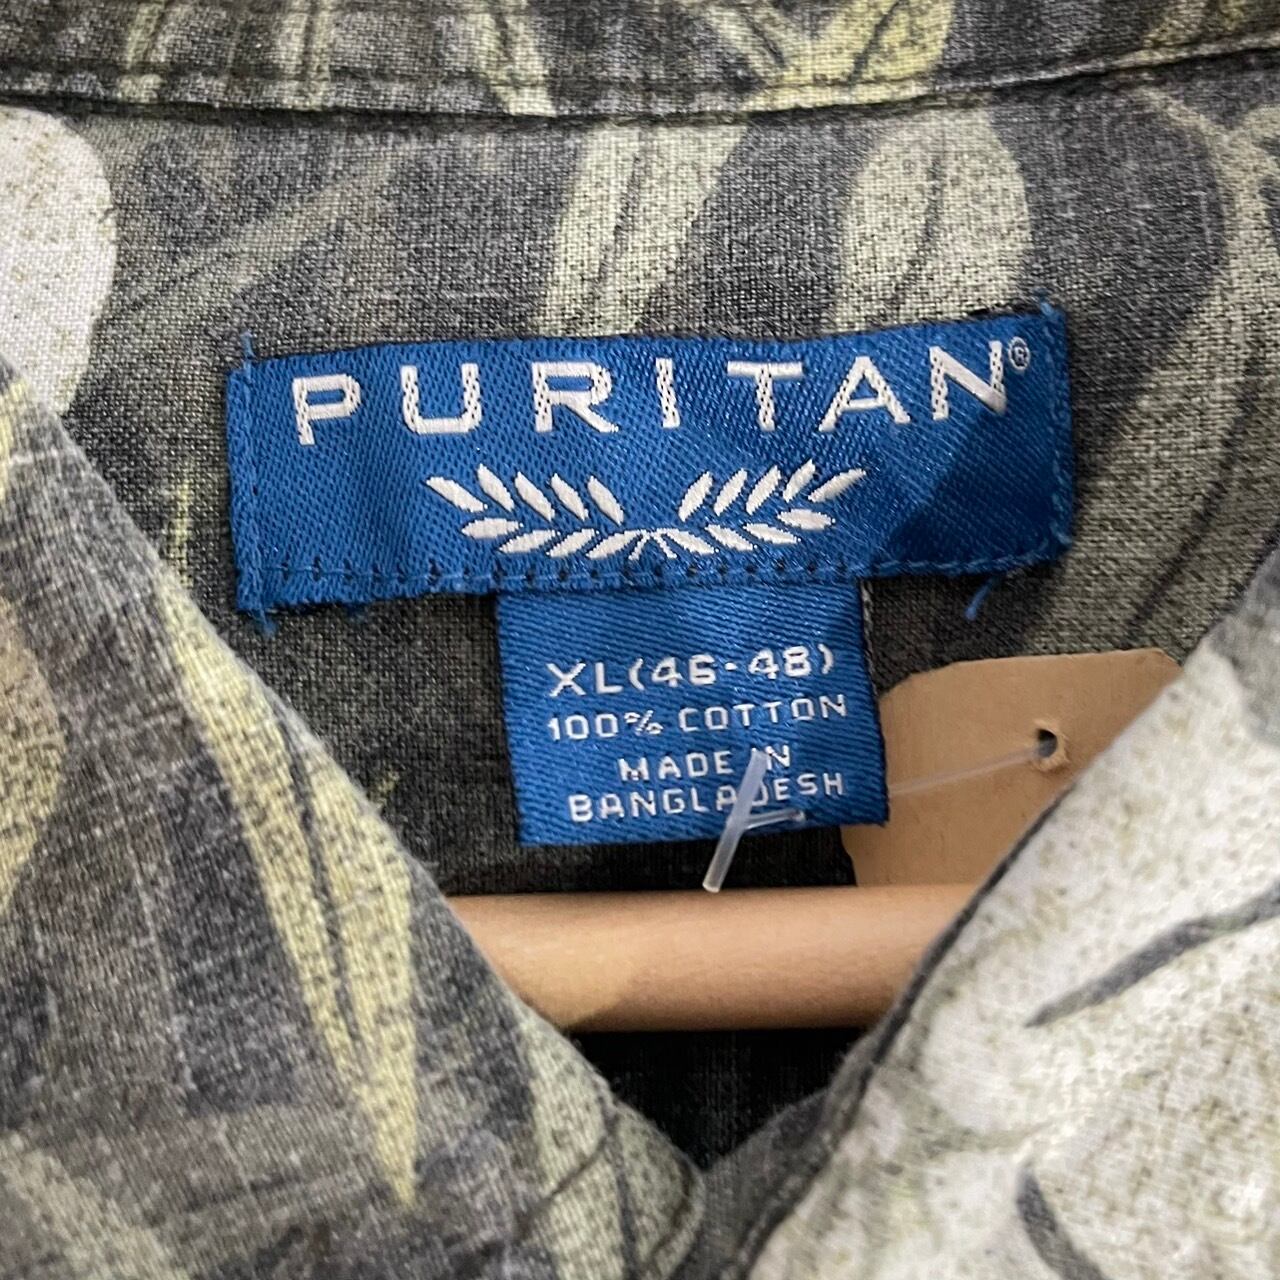 PURITAN®
XL(46-48)
100% COTTON
MADE IN
BANGLADESH